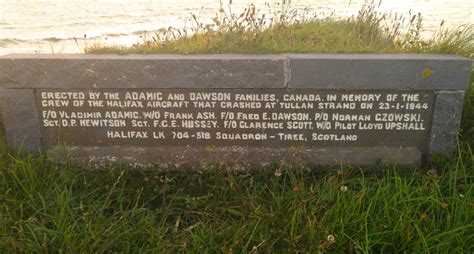 ERECTED BY THE ADAMIC AND DAWSON FAMILIES, CANADA. IN MEMORY OF THE
CREW OF THE HALIFAX AIRCRAFT THAT CRASHED AT TULLAN STRAND ON 23-1-1944
F/O VLADIMIR ADAMIC. W/O FRANK ASH. F/O FRED E. DAWSON. P/O NORMAN CZOWSKI.
SGT. D.P. HEWITSON SGT. F.G.E. HUSSEY. F/O CLARENCE SCOTT. W/O PILOT LLOYD UPSHALL
HALIFAX LK 704-518 SQUADRON - TIREE, SCOTLAND